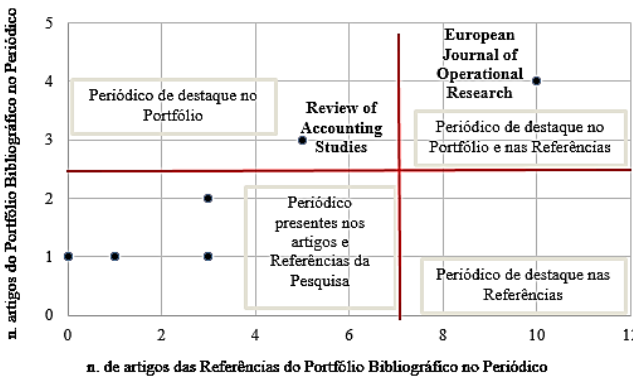 n. artigos do Portfólio Bibliográfico no Periódico
5
4
3
2
1
0
European
Journal of
Operational
Research
Periódico de destaque no
Portfólio
Review of
Accounting
Studies
Periódico de destaque no
Portfólio e nas Referências
Periódico
presentes nos
artigos e
Referências da
Pesquisa
Periódico de destaque nas
Referências
0 2 4 6 8 10 12
n. de artigos das Referências do Portfólio Bibliográfico no Periódico